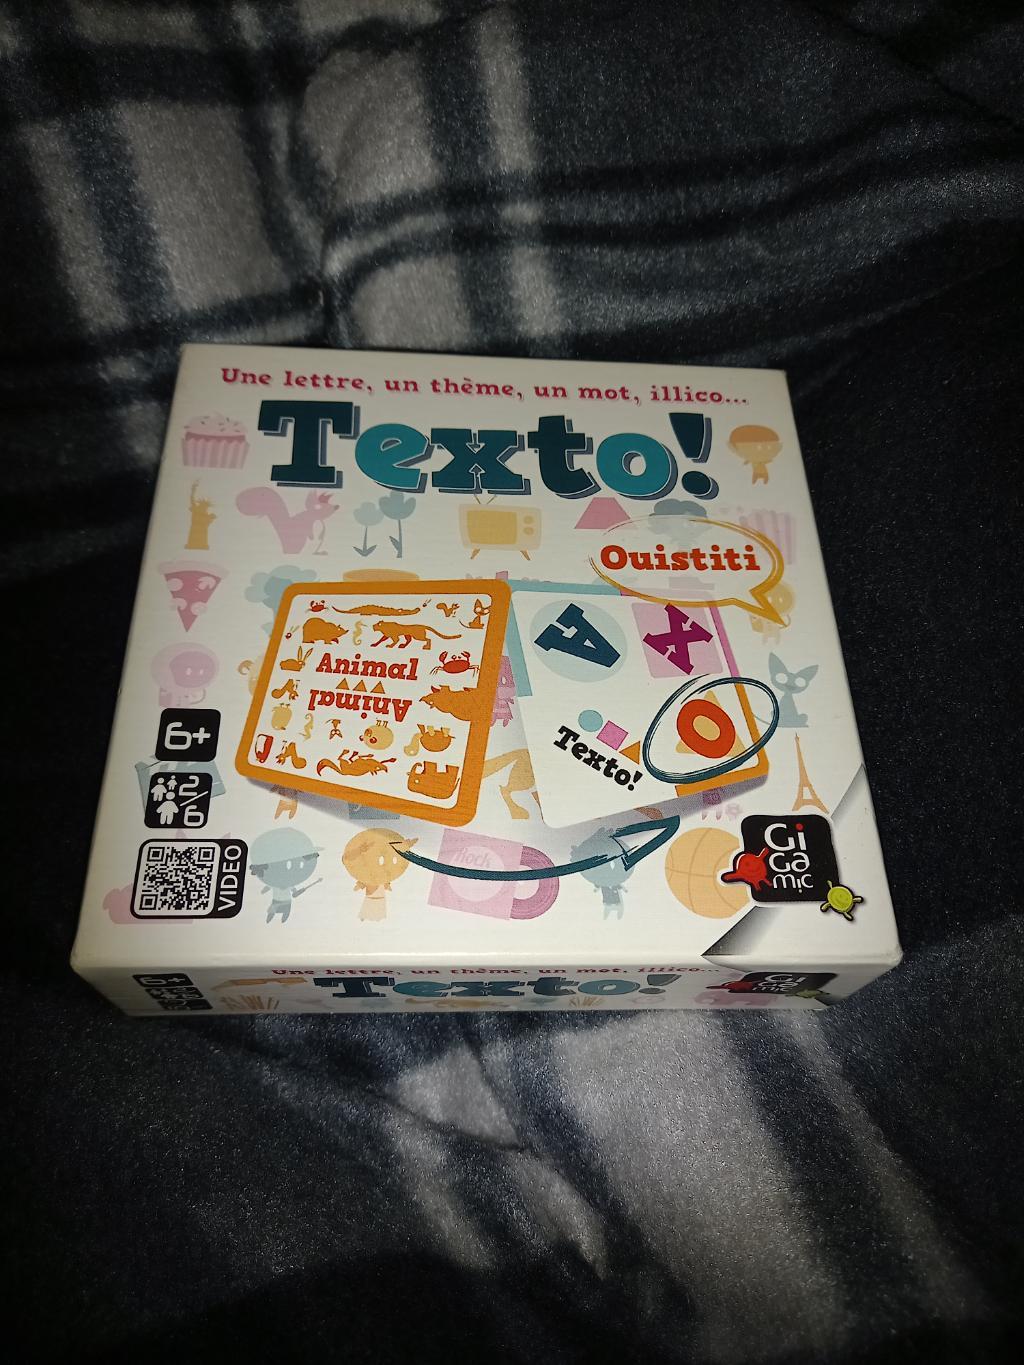 Une lettre, un thème, un mot, illico...
Texto!
Ouistiti
Animal
Animal
A
X
O
Texto!
6+
2/6
VIDEO
Rock
Gi
ga
mic
Une lettre, un thème, un mot, illico...
Texto!
6+
Gi